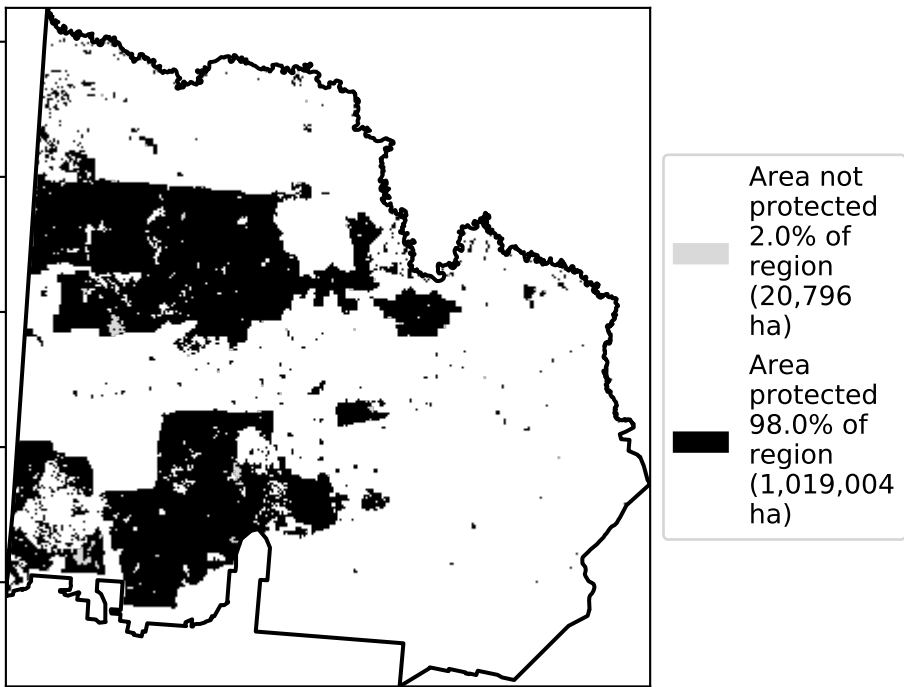 Area not
protected
2.0% of
region
(20,796
ha)
Area
protected
98.0% of
region
(1,019,004
ha)